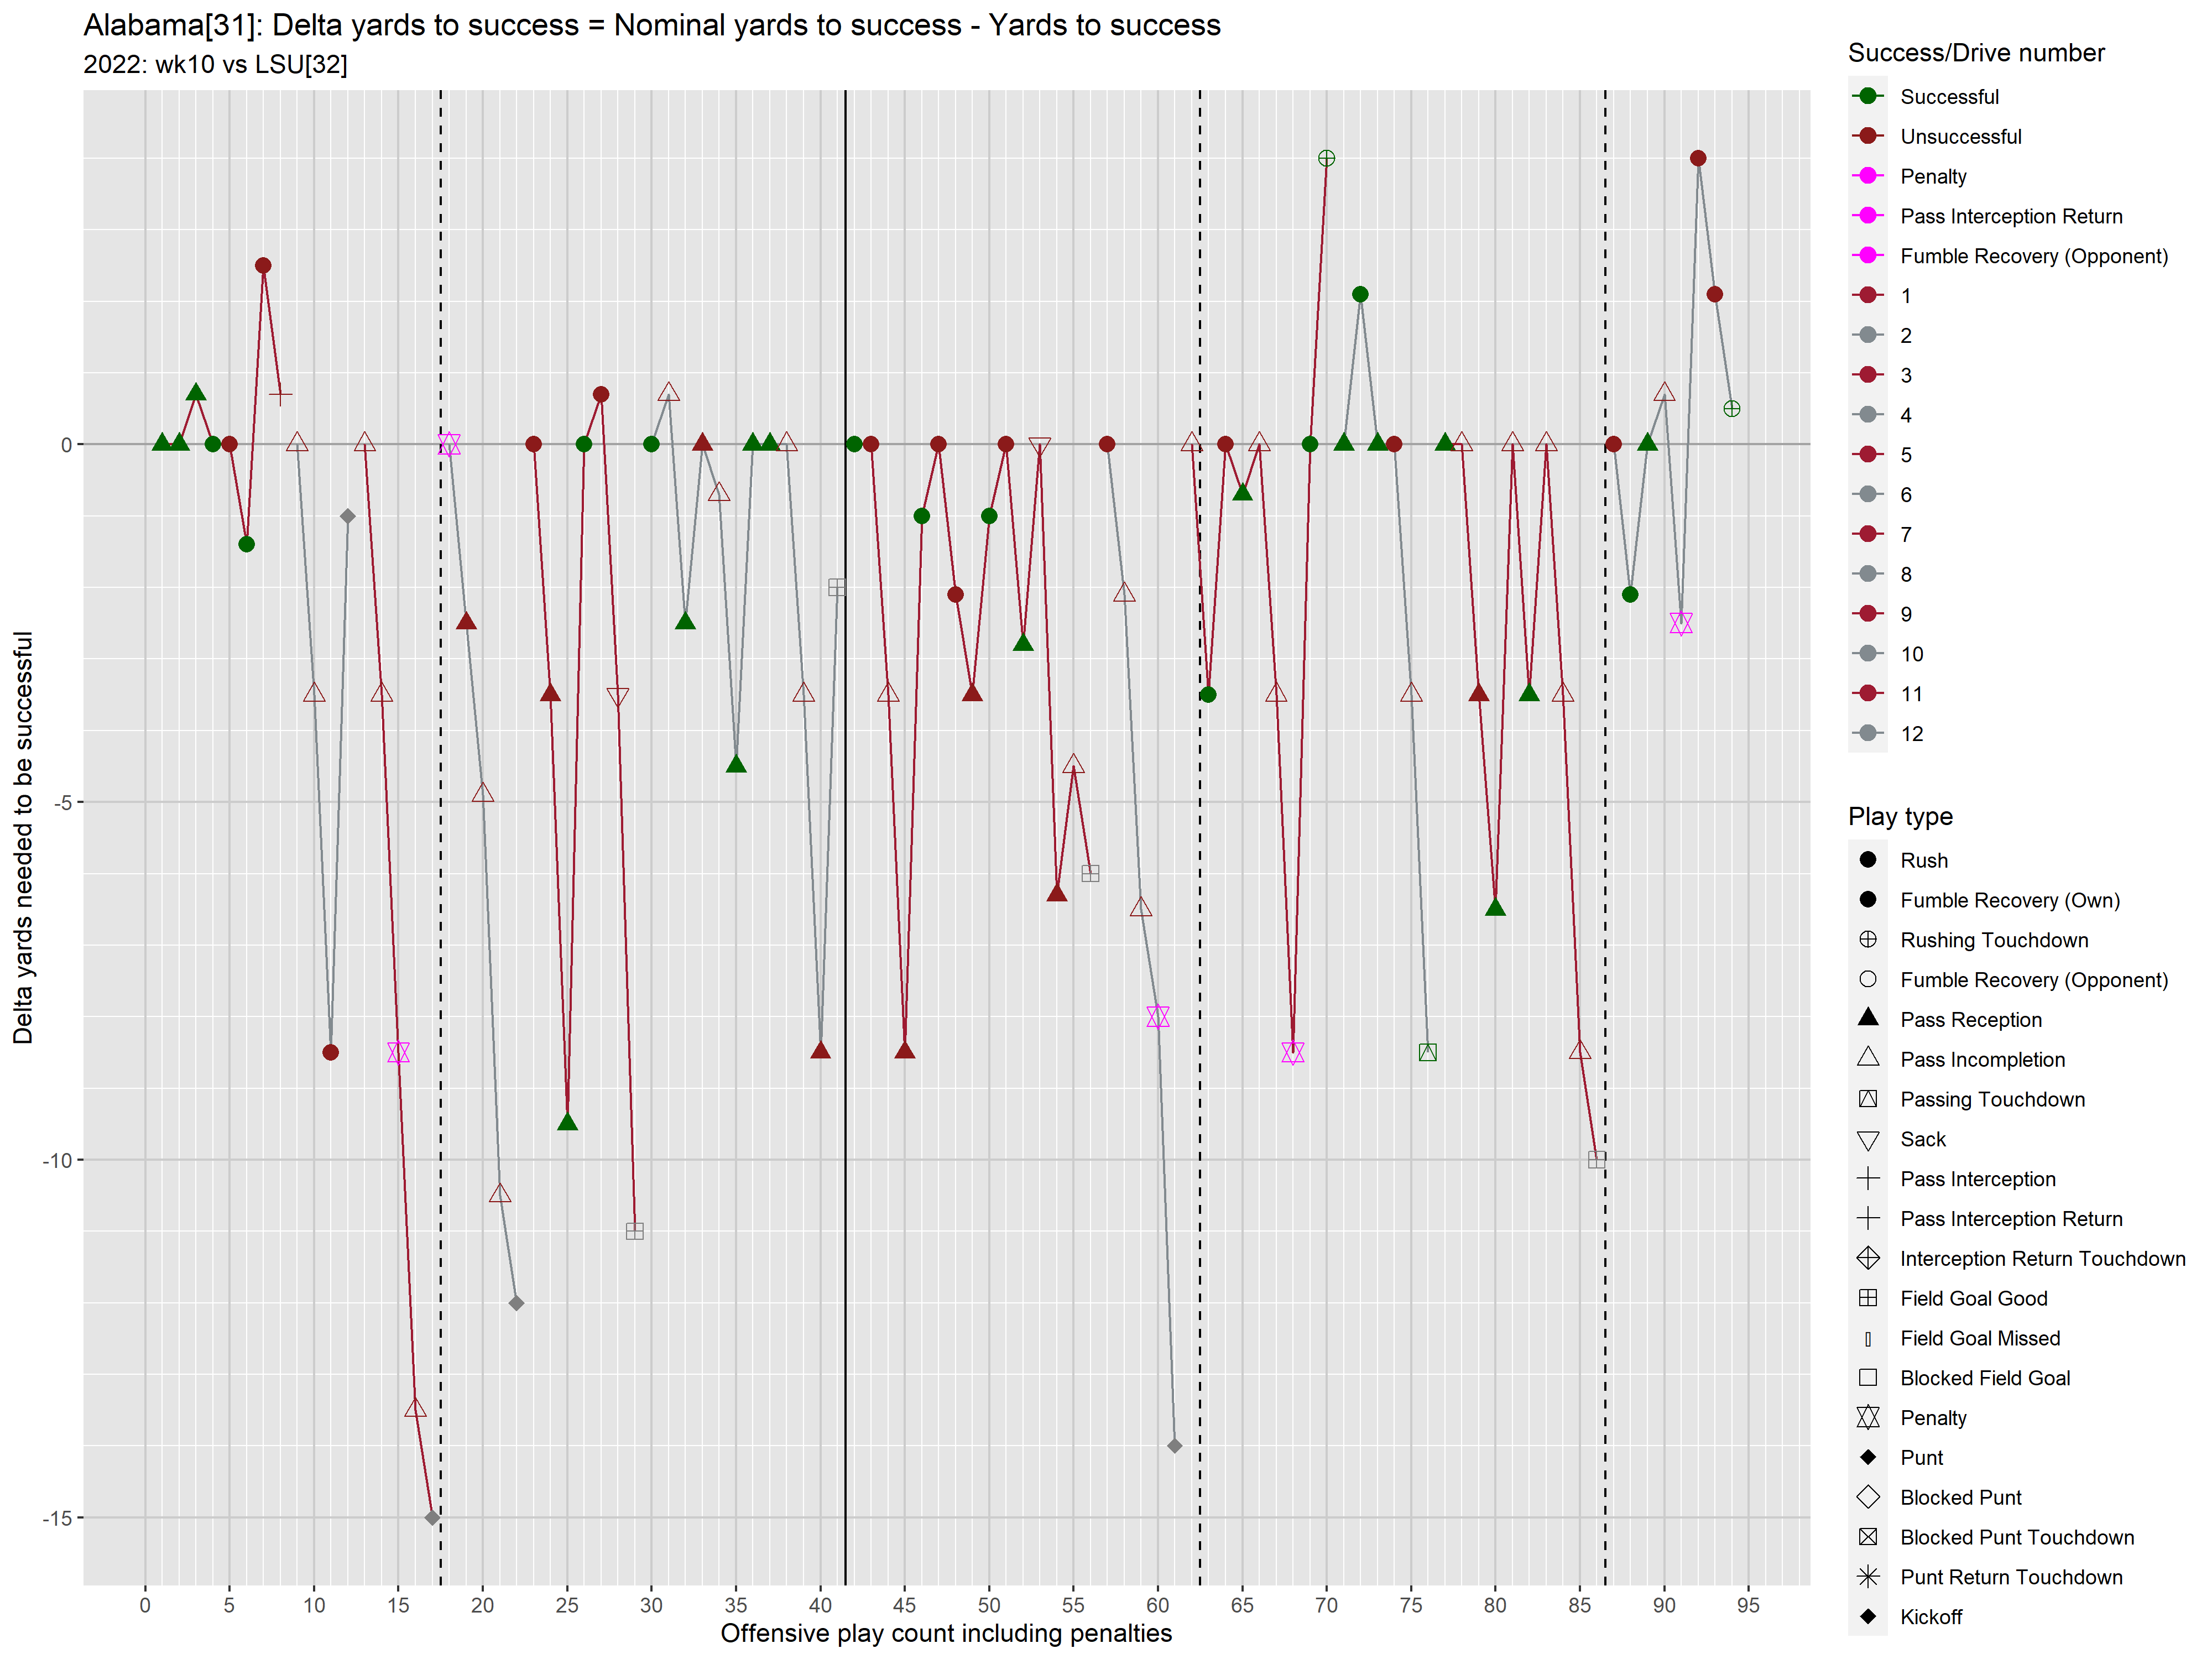 Alabama[31]: Delta yards to success = Nominal yards to success - Yards to success
2022: wk10 vs LSU[32]
Delta yards needed to be successful
0
-5
-10
-15
0 5 10 15 20 25 30 35 40 45 50 55 60 65 70 75 80 85 90 95
Offensive play count including penalties
Success/Drive number
Successful
Unsuccessful
Penalty
Pass Interception Return
Fumble Recovery (Opponent)
1
2
3
4
5
6
7
8
9
10
11
12
Play type
Rush
Fumble Recovery (Own)
Rushing Touchdown
Fumble Recovery (Opponent)
Pass Reception
Pass Incompletion
Passing Touchdown
Sack
Pass Interception
Pass Interception Return
Interception Return Touchdown
Field Goal Good
Field Goal Missed
Blocked Field Goal
Penalty
Punt
Blocked Punt
Blocked Punt Touchdown
Punt Return Touchdown
Kickoff